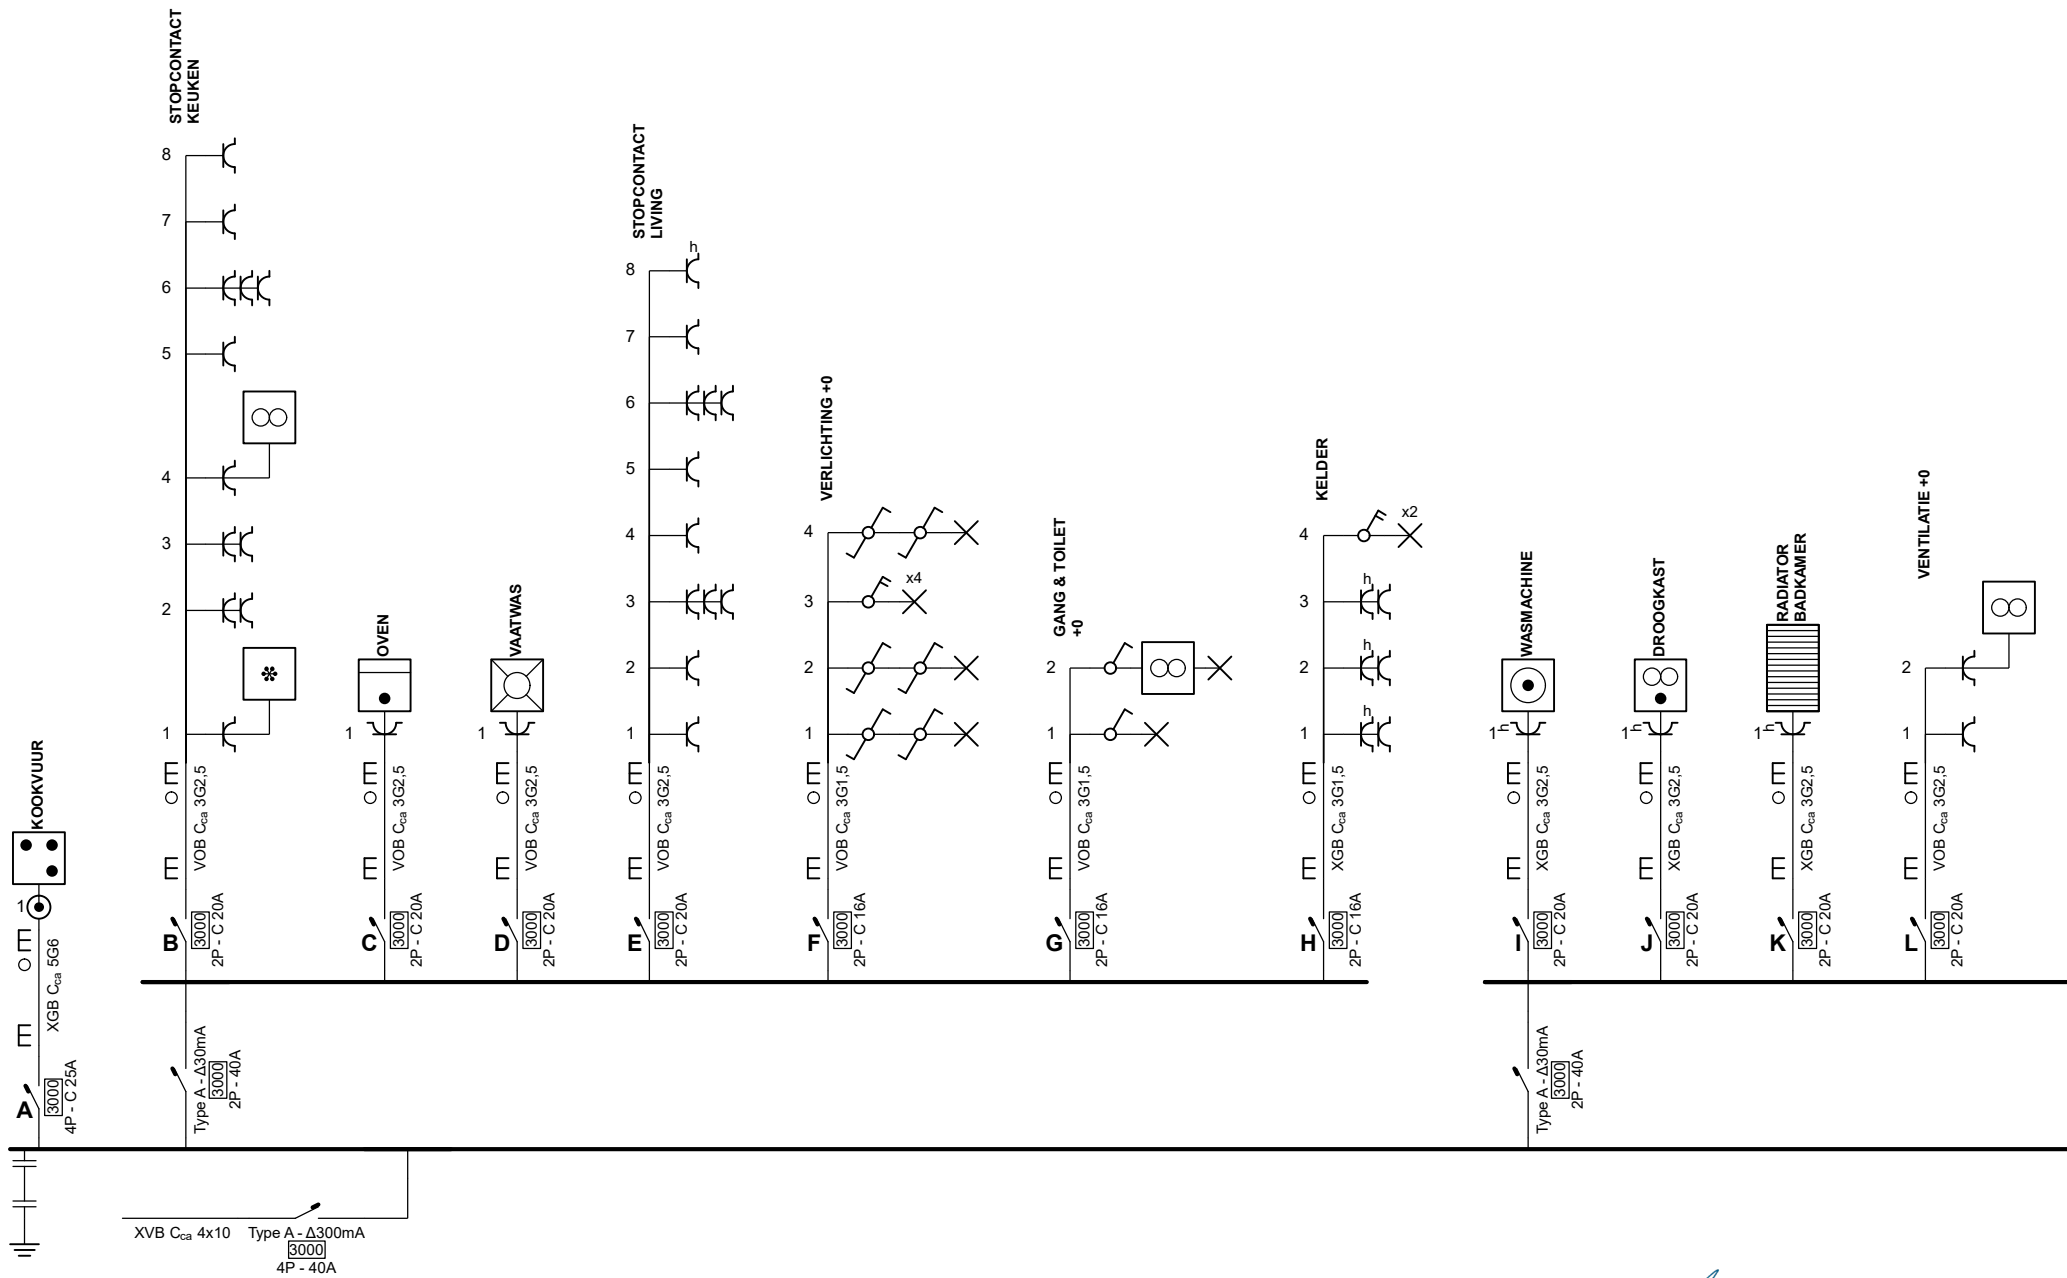 STOPCONTACT
KEUKEN
8
7
6
5
4
3
2
1
VOB Cca 3G2,5
B
3000
2P - C 20A
KOOKVUUR
1
XGB Cca 5G6
A
3000
4P - C 25A
OVEN
1
VOB Cca 3G2,5
C
3000
2P - C 20A
VAATWAS
1
VOB Cca 3G2,5
D
3000
2P - C 20A
STOPCONTACT
LIVING
8
h
7
6
5
4
3
2
1
VOB Cca 3G2,5
E
3000
2P - C 20A
VERLICHTING +0
4
3
x4
2
1
VOB Cca 3G1,5
F
3000
2P - C 16A
GANG & TOILET
+0
2
1
VOB Cca 3G1,5
G
3000
2P - C 16A
KELDER
4
x2
3
h
2
h
1
h
XGB Cca 3G1,5
H
3000
2P - C 16A
WASMACHINE
1
h
XGB Cca 3G2,5
I
3000
2P - C 20A
DROOGKAST
1
h
XGB Cca 3G2,5
J
3000
2P - C 20A
RADIATOR
BADKAMER
1
h
XGB Cca 3G2,5
K
3000
2P - C 20A
VENTILATIE +0
2
1
VOB Cca 3G2,5
L
3000
2P - C 20A
Type A - Δ30mA
3000
2P - 40A
Type A - Δ30mA
3000
2P - 40A
XVB Cca 4x10
Type A - Δ300mA
3000
4P - 40A